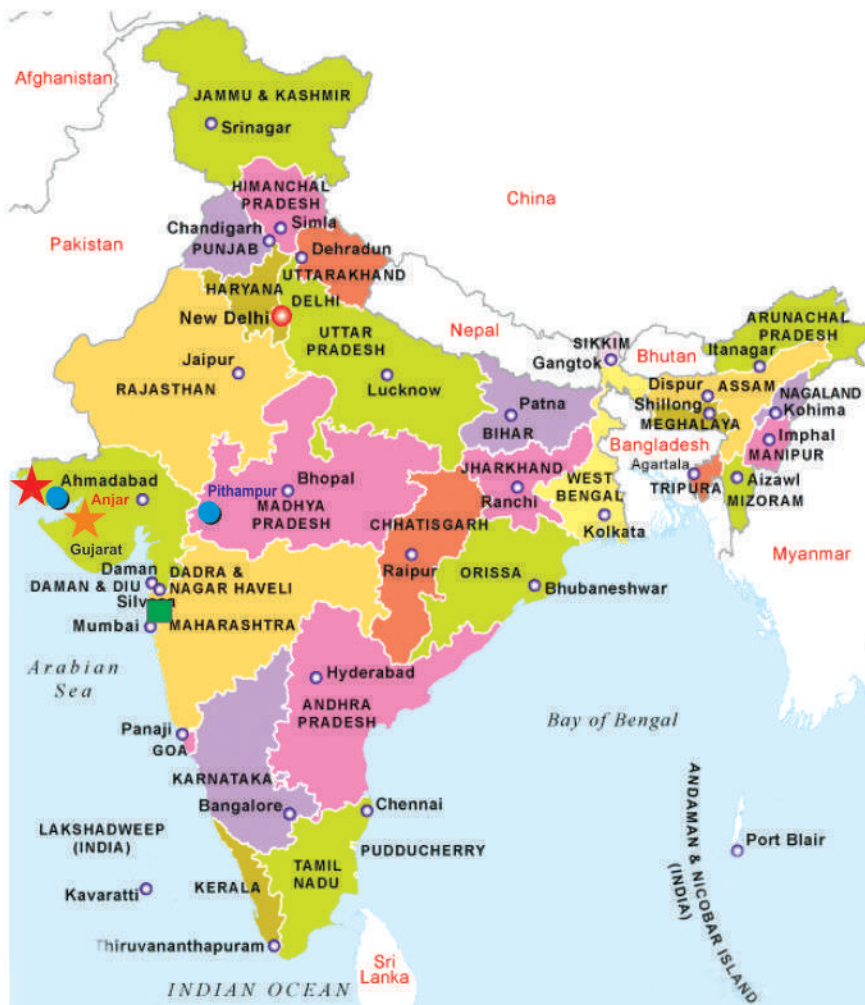 Afghanistan
JAMMU & KASHMIR
Srinagar
HIMANCHAL
PRADESH
China
Chandigarh
Simla
Pakistan
PUNJAB
Dehradun
UTTARAKHAND
HARYANA
DELHI
New Delhi
Nepal
UTTAR
PRADESH
SIKKIM
Gangtok
Bhutan
ARUNACHAL
PRADESH
Itanagar
Jaipur
RAJASTHAN
Lucknow
Dispur
ASSAM
Shillong
MEGHALAYA
NAGALAND
Kohima
Patna
BIHAR
Bangladesh
Imphal
MANIPUR
Agartala
TRIPURA
Aizawl
MIZORAM
JHARKHAND
Ranchi
WEST
BENGAL
Kolkata
Ahmadabad
Anjar
Gujarat
Pithampur
Bhopal
MADHYA
PRADESH
CHHATISGARH
Raipur
ORISSA
Bhubaneshwar
Myanmar
Daman
DAMAN & DIU
DADRA &
NAGAR HAVELI
Mumbai
MAHARASHTRA
Arabian
Sea
Hyderabad
ANDHRA
PRADESH
Bay of Bengal
Panaji
GOA
KARNATAKA
Bangalore
Chennai
LAKSHADWEEP
(INDIA)
PUDDUCHERRY
TAMIL
NADU
KERALA
Kavaratti
Port Blair
ANDAMAN & NICOBAR ISLAND
(INDIA)
Thiruvananthapuram
Sri
Lanka
INDIAN OCEAN